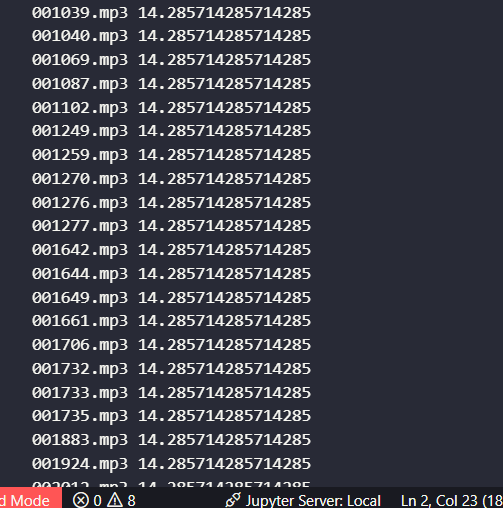 001039.mp3 14.285714285714285
001040.mp3 14.285714285714285
001069.mp3 14.285714285714285
001087.mp3 14.285714285714285
001102.mp3 14.285714285714285
001249.mp3 14.285714285714285
001259.mp3 14.285714285714285
001270.mp3 14.285714285714285
001276.mp3 14.285714285714285
001277.mp3 14.285714285714285
001642.mp3 14.285714285714285
001644.mp3 14.285714285714285
001649.mp3 14.285714285714285
001661.mp3 14.285714285714285
001706.mp3 14.285714285714285
001732.mp3 14.285714285714285
001733.mp3 14.285714285714285
001735.mp3 14.285714285714285
001883.mp3 14.285714285714285
001924.mp3 14.285714285714285
d Mode 0 8 Jupyter Server: Local Ln 2, Col 23 (18